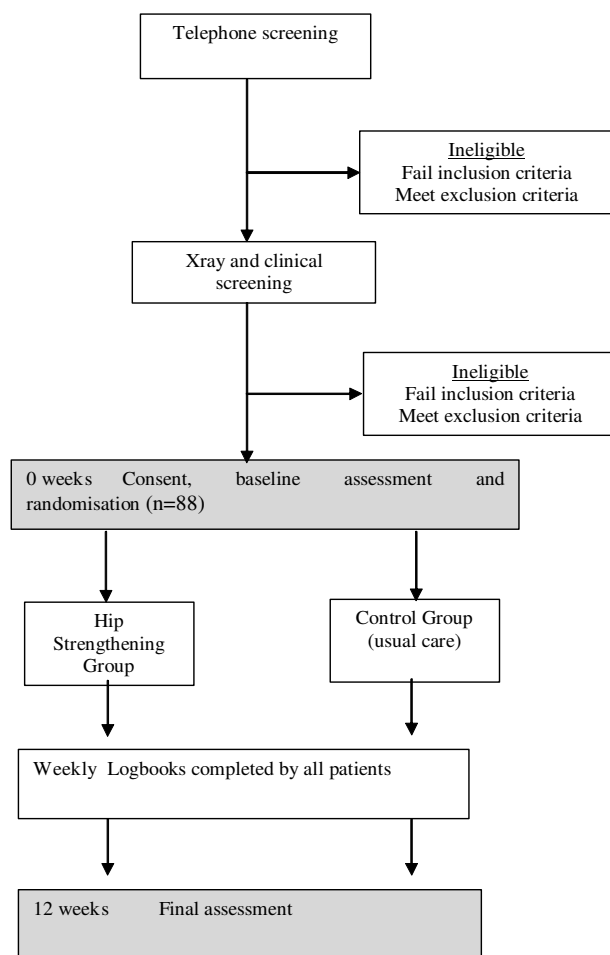 Telephone screening
Ineligible
Fail inclusion criteria
Meet exclusion criteria
Xray and clinical
screening
Ineligible
Fail inclusion criteria
Meet exclusion criteria
0 weeks Consent, baseline assessment and
randomisation (n=88)
Hip
Strengthening
Group
Control Group
(usual care)
Weekly Logbooks completed by all patients
12 weeks Final assessment